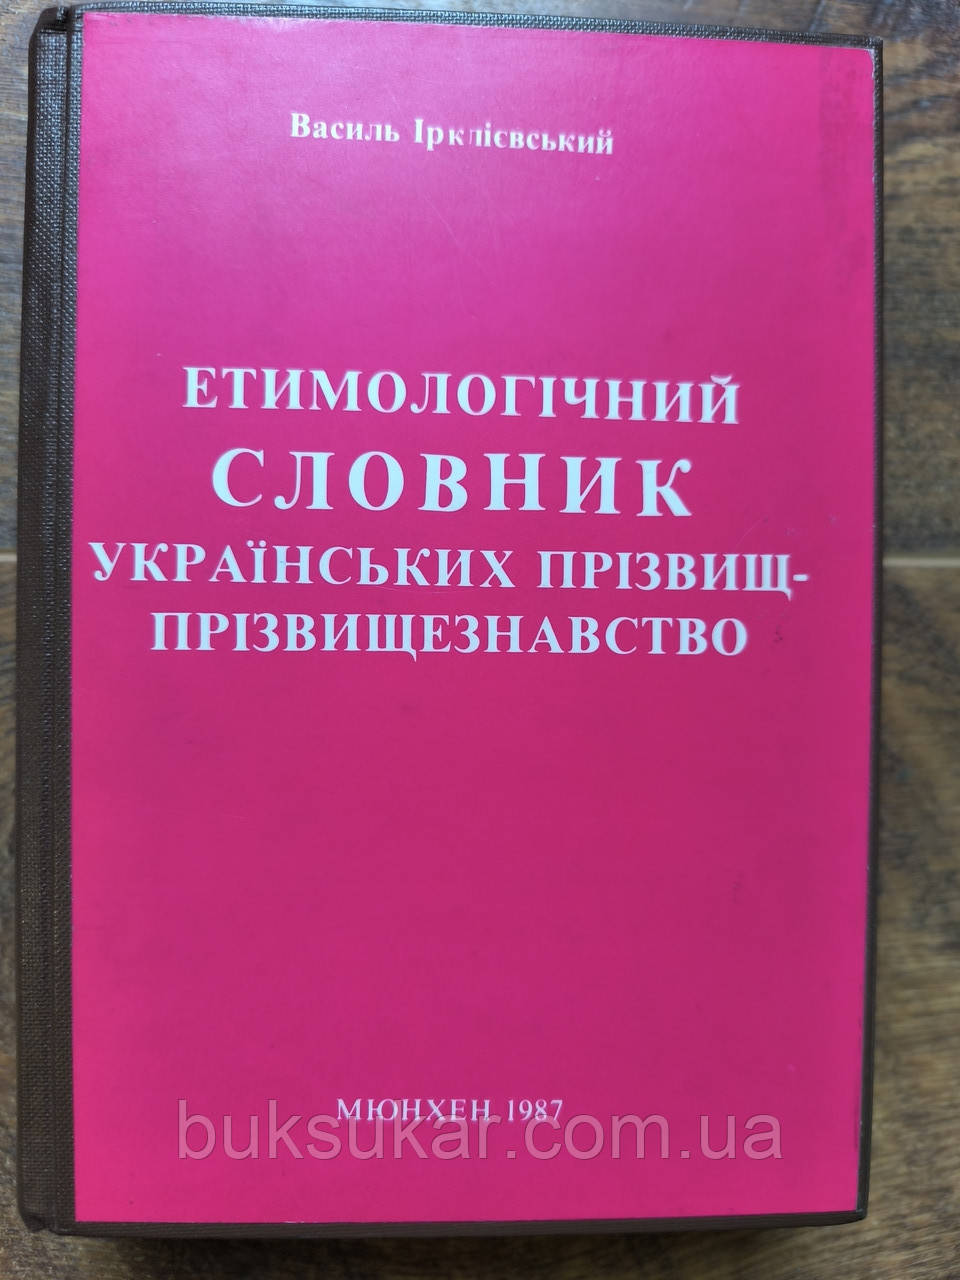 Василь Ірклієвський
ЕТИМОЛОГІЧНИЙ
СЛОВНИК
УКРАЇНСЬКИХ ПРІЗВИЩ-
ПРІЗВИЩЕЗНАВСТВО
МЮНХЕН 1987
buksukar.com.ua